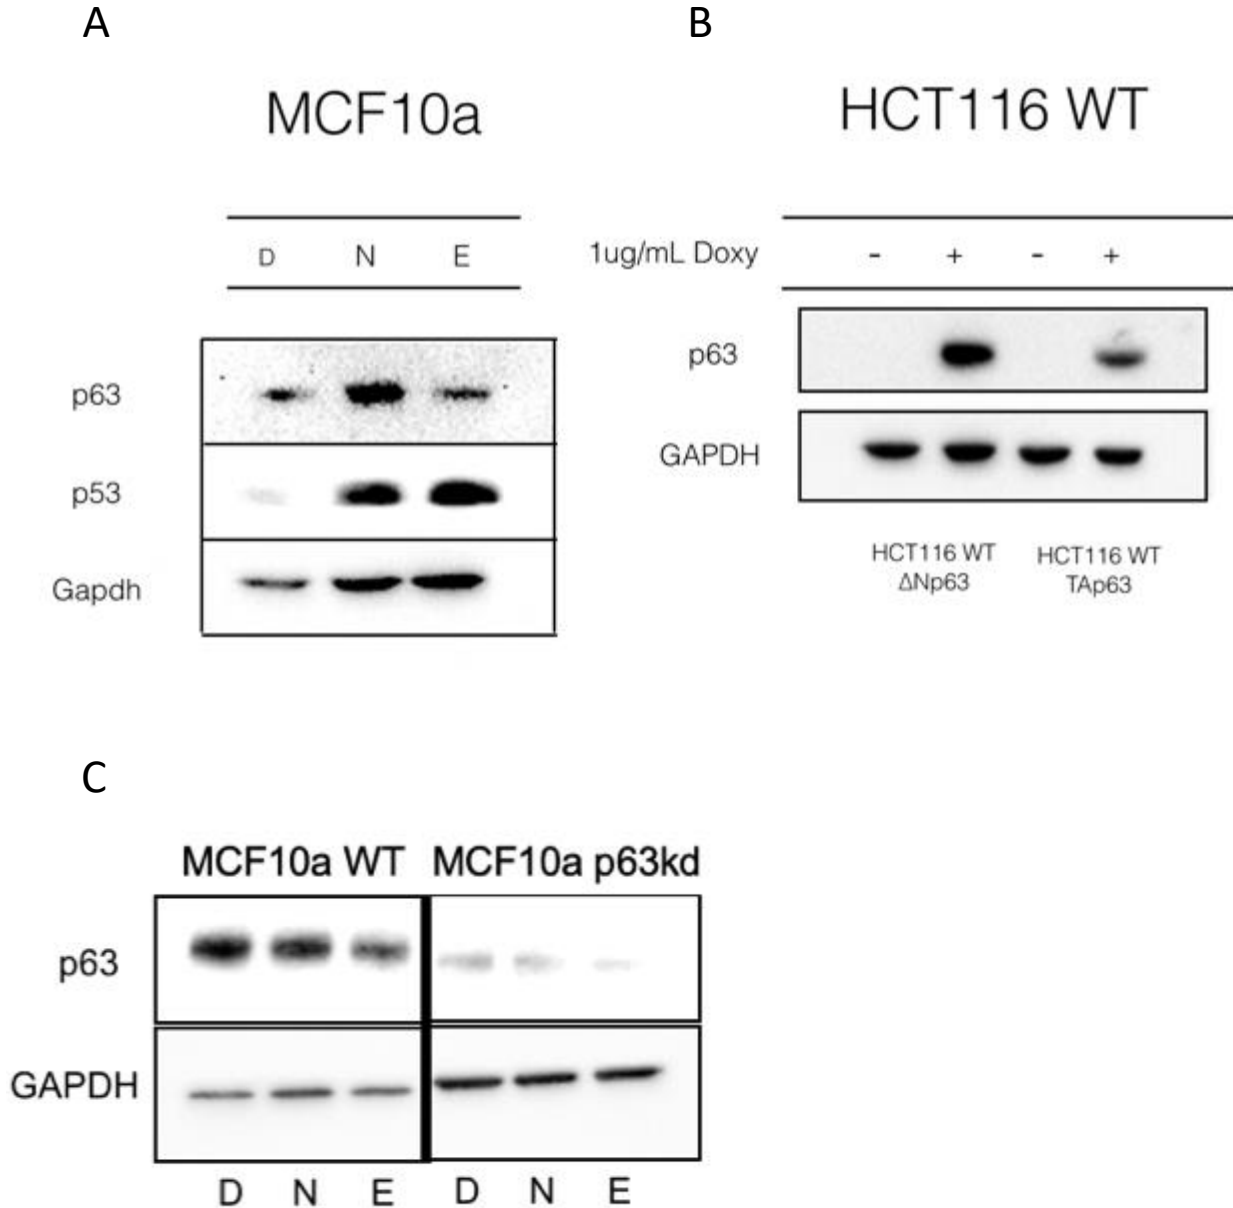 A
B
MCF10a
HCT116 WT
D N E
1ug/mL Doxy - + - +
p63
p53
Gapdh
p63
GAPDH
HCT116 WT
ΔNp63
HCT116 WT
TAp63
C
MCF10a WT
MCF10a p63kd
p63
GAPDH
D N E D N E